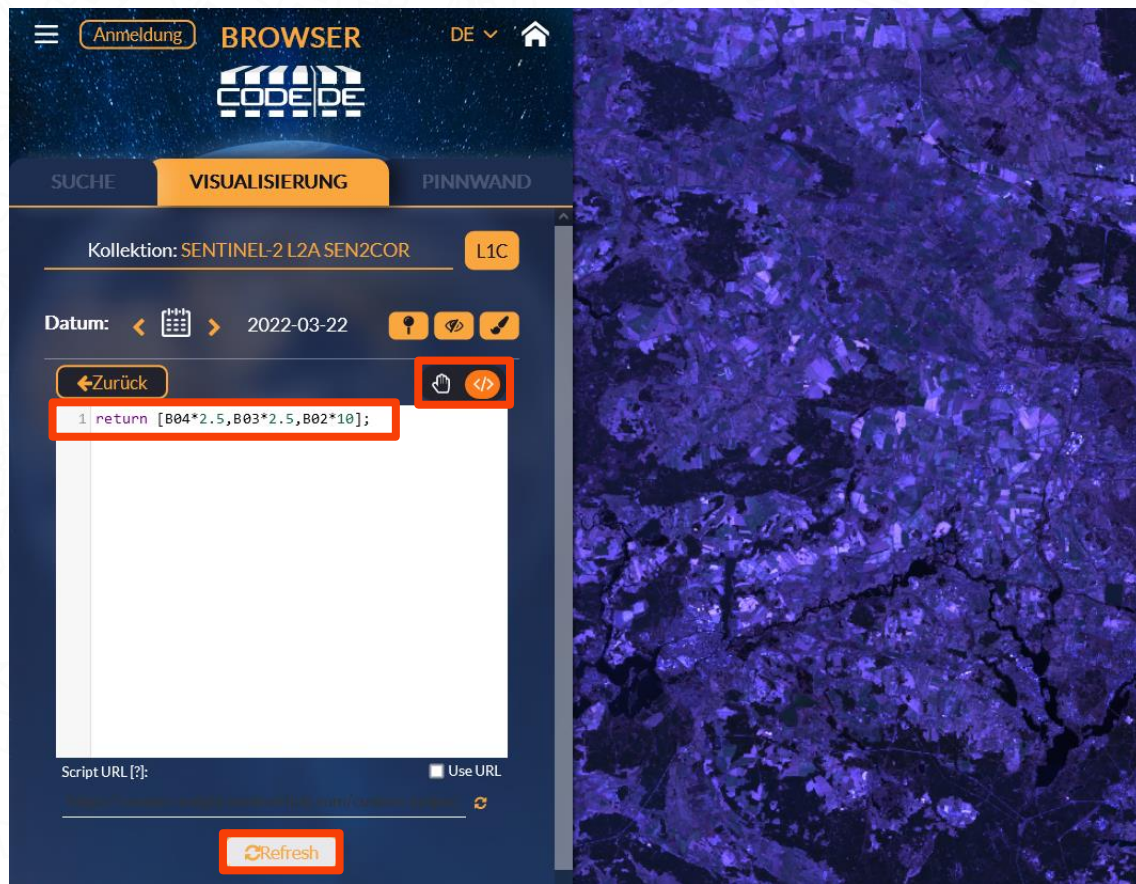 Anmeldung BROWSER DE
CODE DE
SUCHE VISUALISIERUNG PINNWAND
Kollektion: SENTINEL-2 L2A SEN2COR L1C
Datum: 2022-03-22
Zurück </>
1 return [B04*2.5,B03*2.5,B02*10];
Script URL [?]: Use URL
Refresh